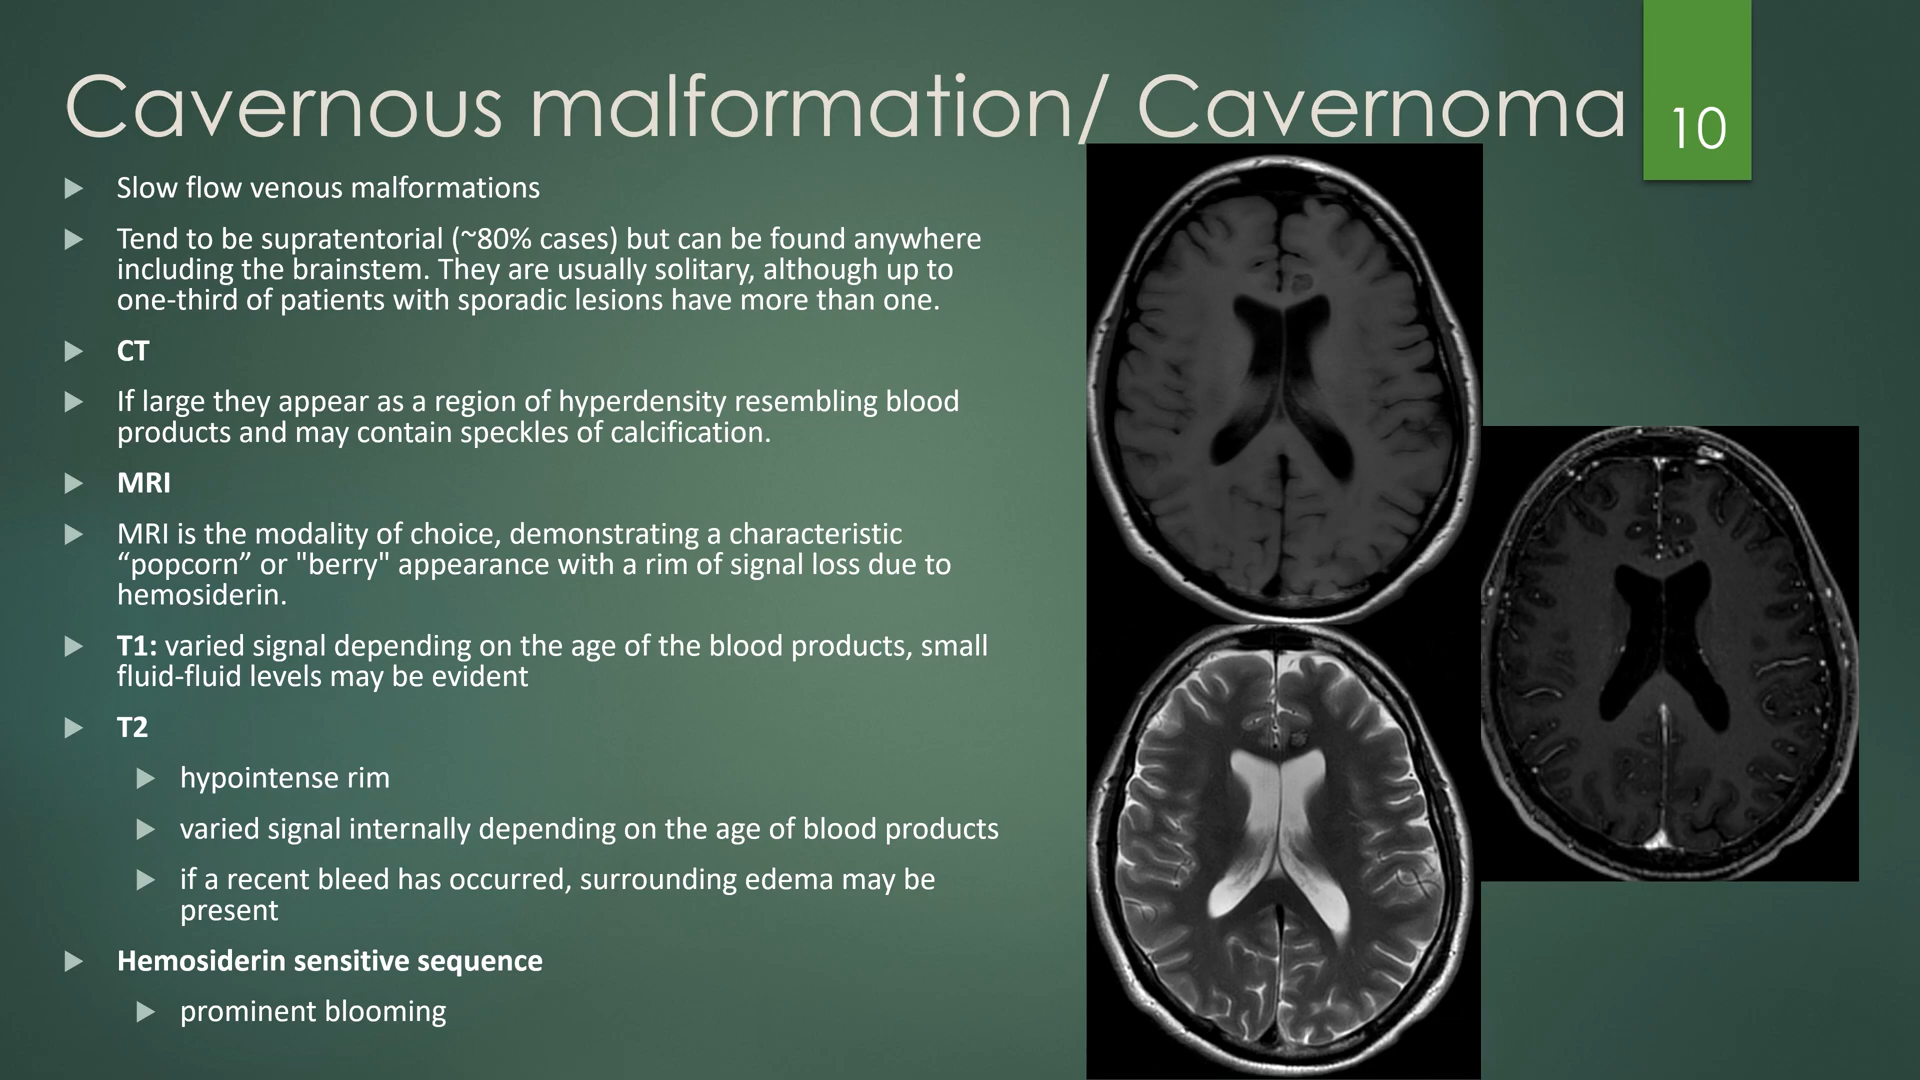 Cavernous malformation/ Cavernoma
10
Slow flow venous malformations
Tend to be supratentorial (~80% cases) but can be found anywhere
including the brainstem. They are usually solitary, although up to
one-third of patients with sporadic lesions have more than one.
CT
If large they appear as a region of hyperdensity resembling blood
products and may contain speckles of calcification.
MRI
MRI is the modality of choice, demonstrating a characteristic
“popcorn” or "berry" appearance with a rim of signal loss due to
hemosiderin.
T1: varied signal depending on the age of the blood products, small
fluid-fluid levels may be evident
T2
hypointense rim
varied signal internally depending on the age of blood products
if a recent bleed has occurred, surrounding edema may be
present
Hemosiderin sensitive sequence
prominent blooming